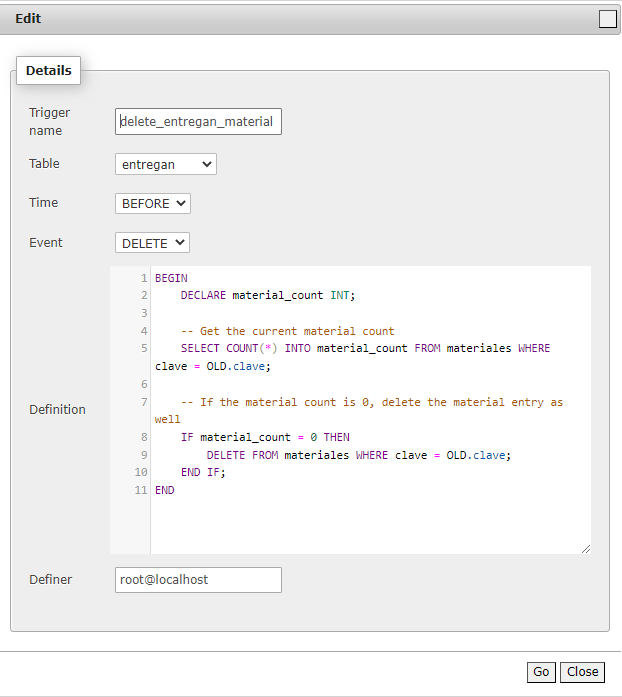 Edit
Details
Trigger
name
delete_entregan_material
Table
entregan
Time
BEFORE
Event
DELETE
Definition
1 BEGIN
2     DECLARE material_count INT;
3
4     -- Get the current material count
5     SELECT COUNT(*) INTO material_count FROM materiales WHERE
clave = OLD.clave;
6
7     -- If the material count is 0, delete the material entry as
well
8     IF material_count = 0 THEN
9         DELETE FROM materiales WHERE clave = OLD.clave;
10     END IF;
11 END
Definer
root@localhost
Go
Close